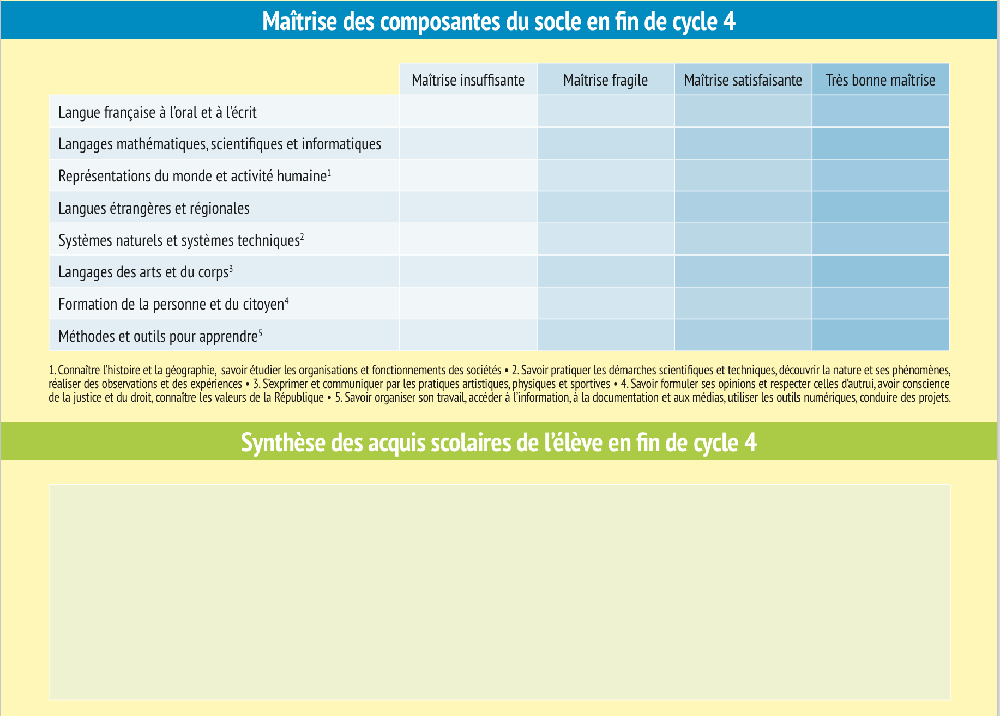 Maîtrise des composantes du socle en fin de cycle 4
Maîtrise insuffisante Maîtrise fragile Maîtrise satisfaisante Très bonne maîtrise
Langue française à l’oral et à l’écrit
Langages mathématiques, scientifiques et informatiques
Représentations du monde et activité humaine¹
Langues étrangères et régionales
Systèmes naturels et systèmes techniques²
Langages des arts et du corps³
Formation de la personne et du citoyen⁴
Méthodes et outils pour apprendre⁵
1. Connaître l’histoire et la géographie, savoir étudier les organisations et fonctionnements des sociétés • 2. Savoir pratiquer les démarches scientifiques et techniques, découvrir la nature et ses phénomènes,
réaliser des observations et des expériences • 3. S’exprimer et communiquer par les pratiques artistiques, physiques et sportives • 4. Savoir formuler ses opinions et respecter celles d’autrui, avoir conscience
de la justice et du droit, connaître les valeurs de la République • 5. Savoir organiser son travail, accéder à l’information, à la documentation et aux médias, utiliser les outils numériques, conduire des projets.
Synthèse des acquis scolaires de l’élève en fin de cycle 4